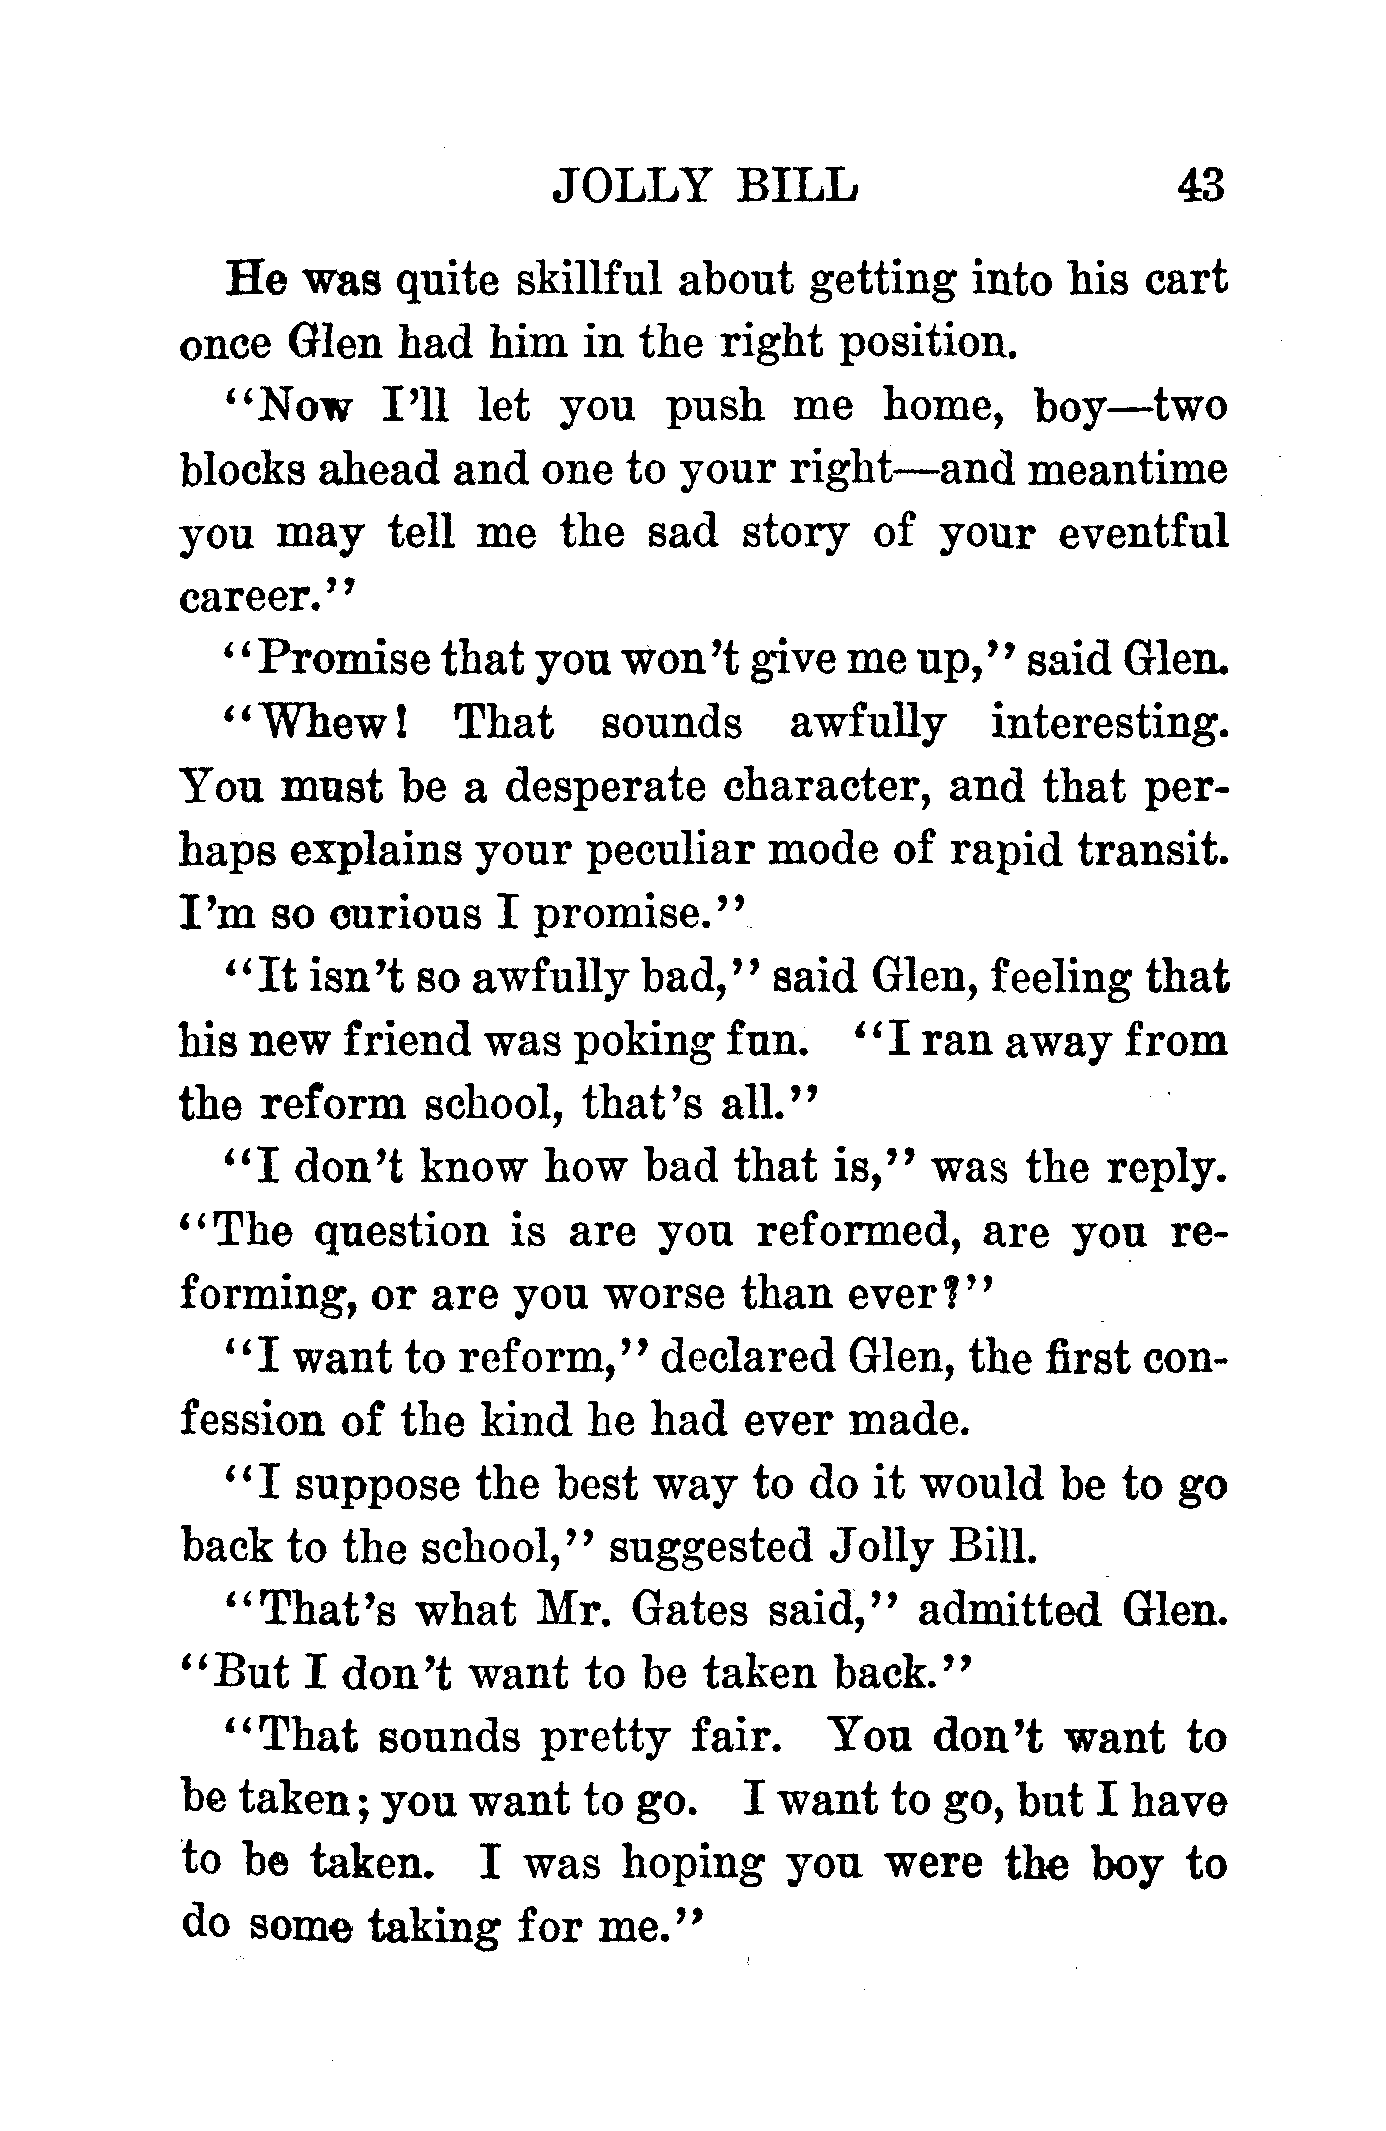 JOLLY BILL 43
He was quite skillful about getting into his cart
once Glen had him in the right position.
"Now I'll let you push me home, boy—two
blocks ahead and one to your right—and meantime
you may tell me the sad story of your eventful
career."
"Promise that you won't give me up," said Glen.
"Whew! That sounds awfully interesting.
You must be a desperate character, and that per-
haps explains your peculiar mode of rapid transit.
I'm so curious I promise."
"It isn't so awfully bad," said Glen, feeling that
his new friend was poking fun. "I ran away from
the reform school, that's all."
"I don't know how bad that is," was the reply.
"The question is are you reformed, are you re-
forming, or are you worse than ever?"
"I want to reform," declared Glen, the first con-
fession of the kind he had ever made.
"I suppose the best way to do it would be to go
back to the school," suggested Jolly Bill.
"That's what Mr. Gates said," admitted Glen.
"But I don't want to be taken back."
"That sounds pretty fair. You don't want to
be taken; you want to go. I want to go, but I have
to be taken. I was hoping you were the boy to
do some taking for me."